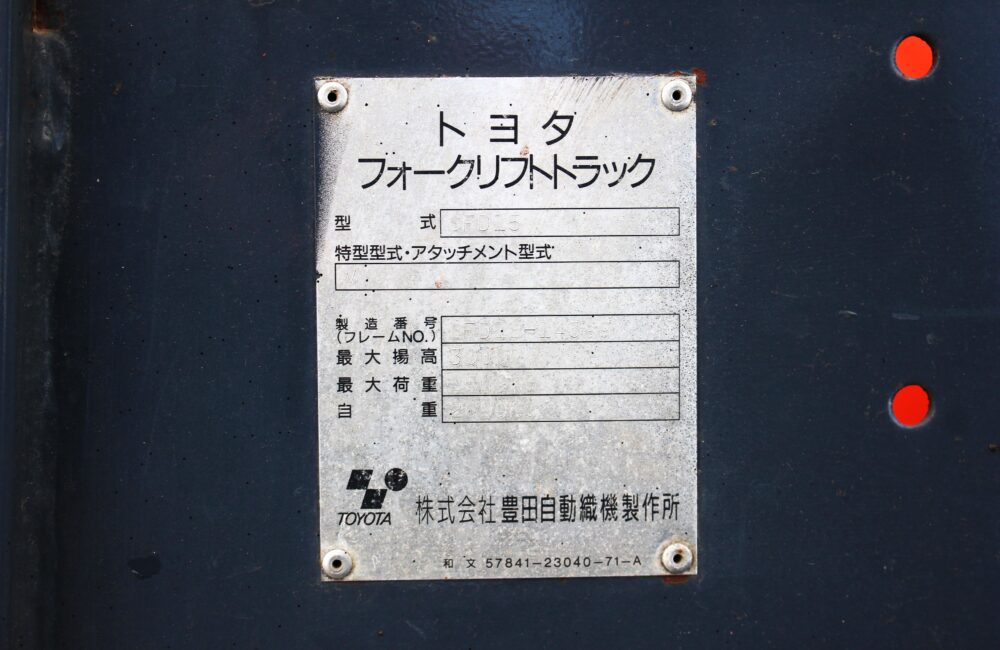 トヨタ
フォークリフトトラック
型式
特型型式・アタッチメント型式
製造番号
(フレームNO.)
最大揚高
最大荷重
自重
TOYOTA 株式会社豊田自動織機製作所
和文 57841-23040-71-A